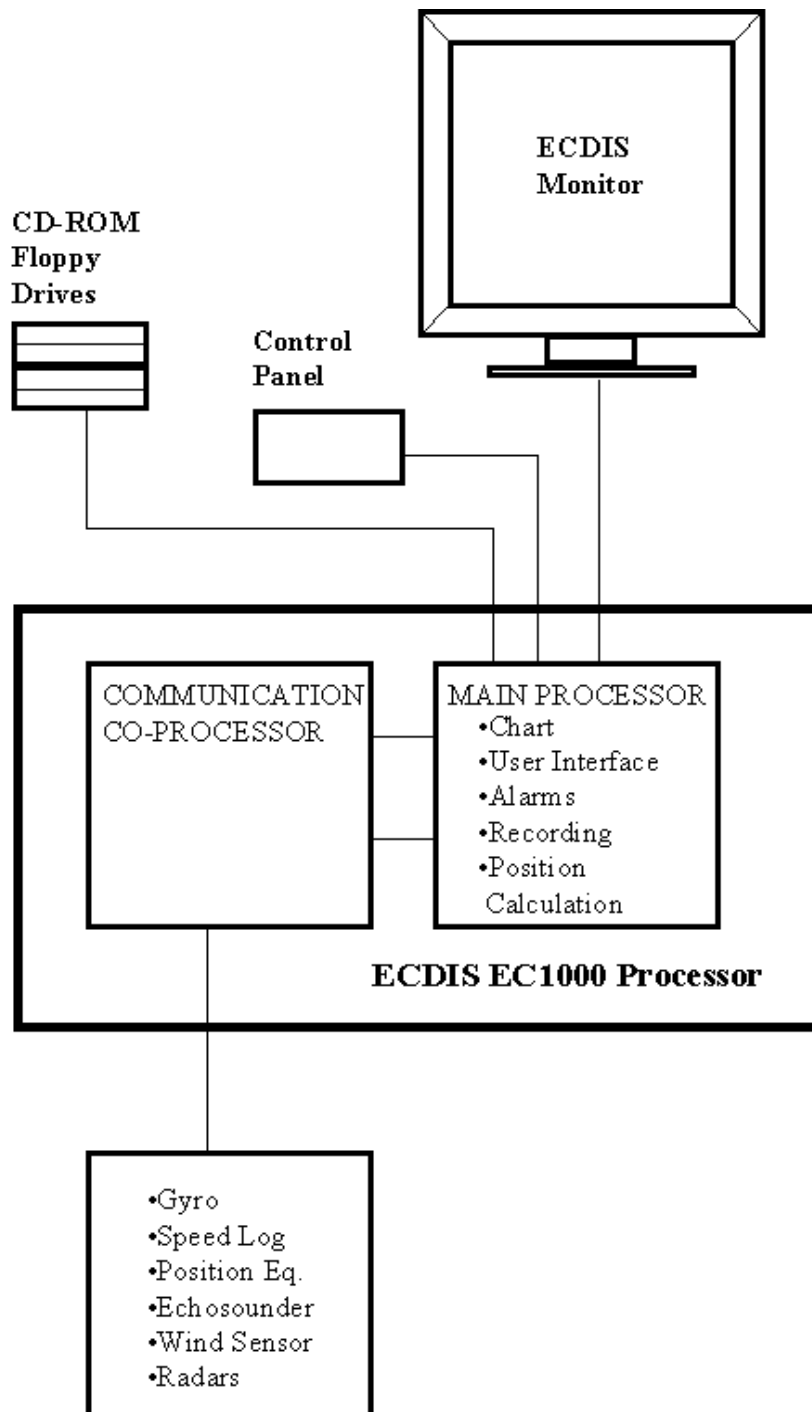 ECDIS
Monitor
CD-ROM
Floppy
Drives
Control
Panel
COMMUNICATION
CO-PROCESSOR
MAIN PROCESSOR
•Chart
•User Interface
•Alarms
•Recording
•Position
Calculation
ECDIS EC1000 Processor
•Gyro
•Speed Log
•Position Eq.
•Echosounder
•Wind Sensor
•Radars